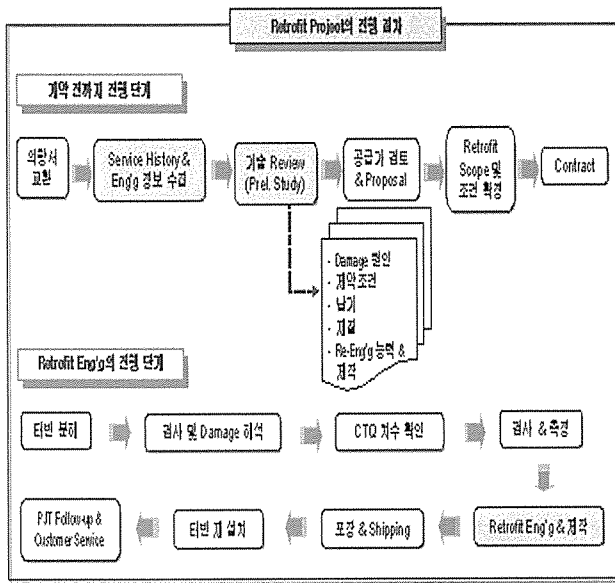 Retrofit Project의 진행 절차
계약 전까지 진행 단계
의향서
교환
Service History &
Eng'g 정보 수집
기술 Review
(Prel. Study)
공급가 검토
& Proposal
Retrofit
Scope 및
조건 확정
Contract
· Damage 원인
· 제약조건
· 납기
· 재질
· Re-Eng'g 능력 &
제작
Retrofit Eng'g의 진행 단계
터빈 분해
검사 및 Damage 해석
CTQ 치수 확인
검사 & 측정
PJT Follow-up &
Customer Service
터빈 재 설치
포장 & Shipping
Retrofit Eng'g & 제작